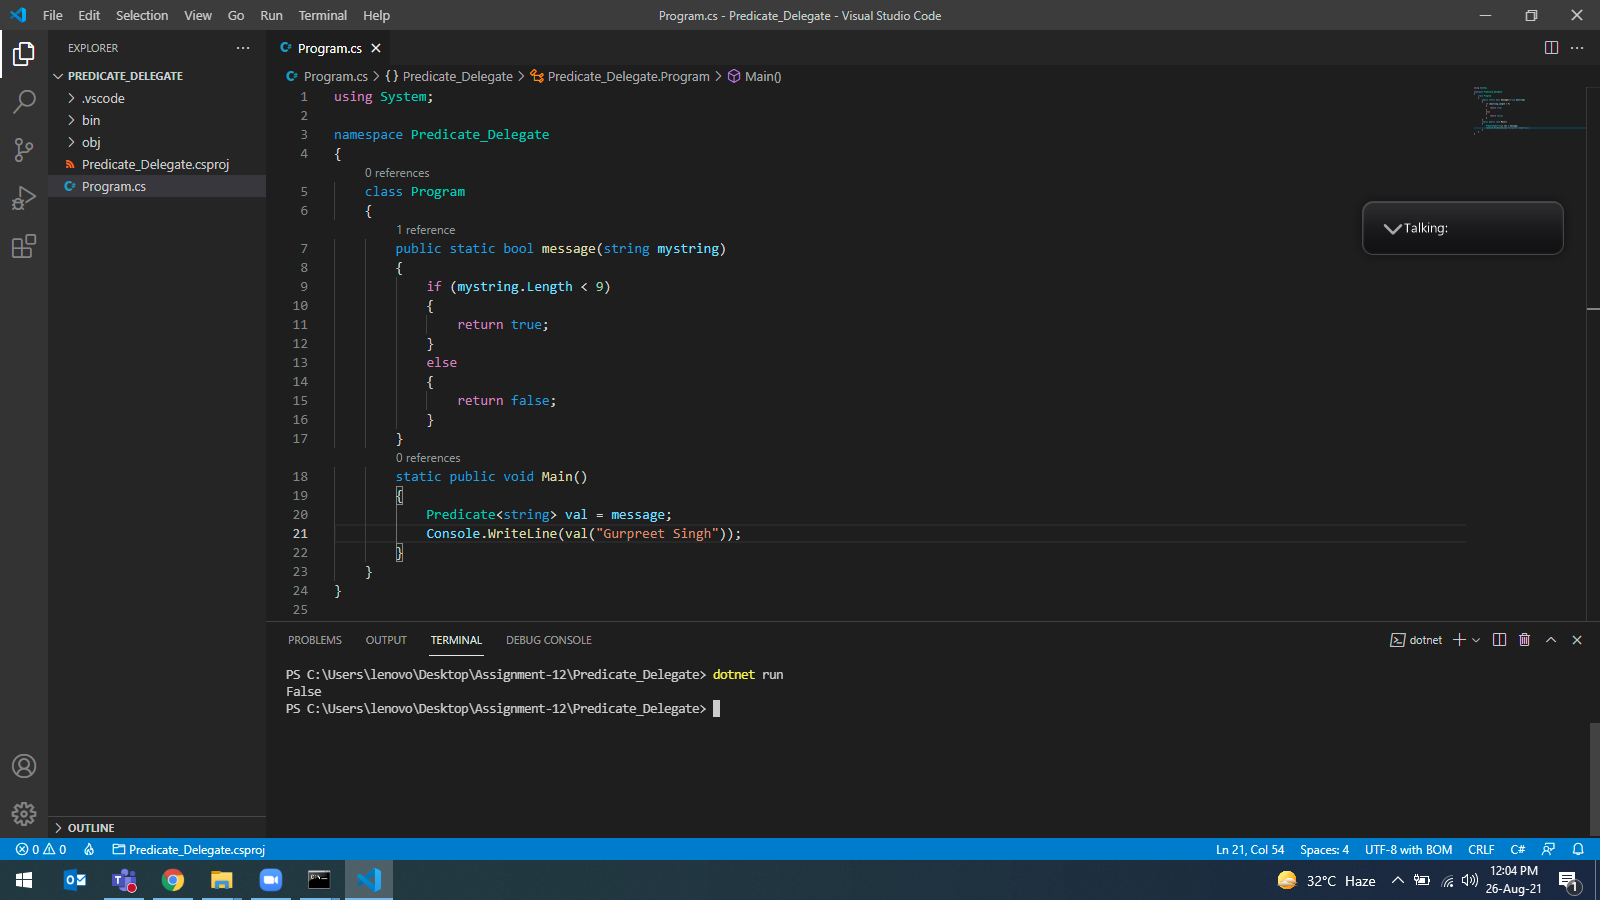 File Edit Selection View Go Run Terminal Help Program.cs - Predicate_Delegate - Visual Studio Code
EXPLORER
PREDICATE_DELEGATE
.vscode
bin
obj
Predicate_Delegate.csproj
Program.cs
OUTLINE
Program.cs
Program.cs > {} Predicate_Delegate > Predicate_Delegate.Program > Main()
1 using System;
2
3 namespace Predicate_Delegate
4 {
0 references
5 class Program
6 {
1 reference
7 public static bool message(string mystring)
8 {
9 if (mystring.Length < 9)
10 {
11 return true;
12 }
13 else
14 {
15 return false;
16 }
17 }
0 references
18 static public void Main()
19 {
20 Predicate<string> val = message;
21 Console.WriteLine(val("Gurpreet Singh"));
22 }
23 }
24 }
25
Talking:
PROBLEMS OUTPUT TERMINAL DEBUG CONSOLE dotnet
PS C:\Users\lenovo\Desktop\Assignment-12\Predicate_Delegate> dotnet run
False
PS C:\Users\lenovo\Desktop\Assignment-12\Predicate_Delegate>
0 0 Predicate_Delegate.csproj Ln 21, Col 54 Spaces: 4 UTF-8 with BOM CRLF C#
32°C Haze
12:04 PM
26-Aug-21
1